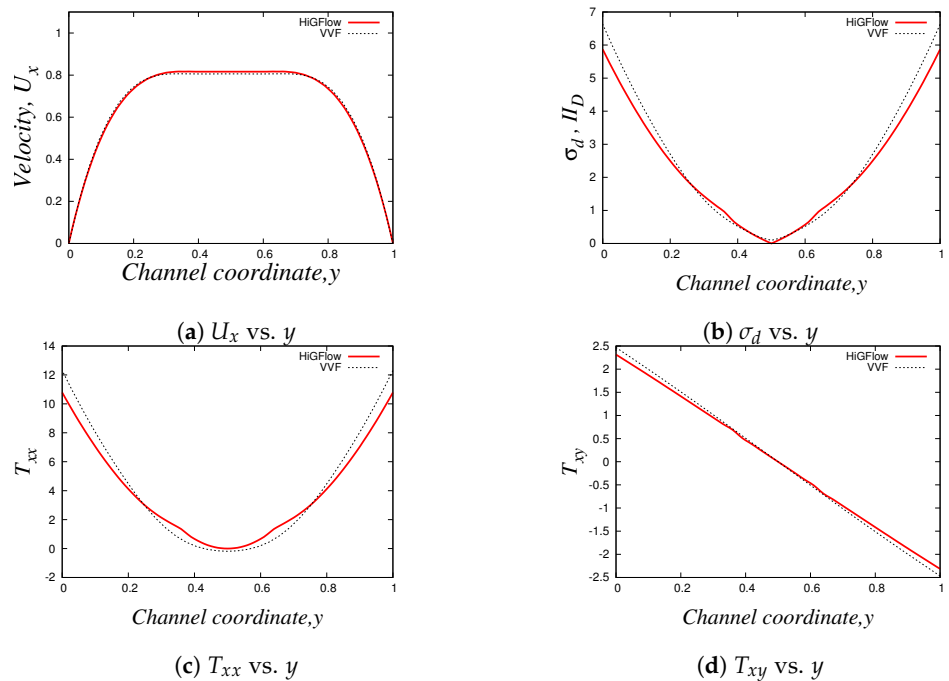 HiGFlow
VVF
Velocity, U_x
1
0.8
0.6
0.4
0.2
0
0 0.2 0.4 0.6 0.8 1
Channel coordinate,y
(a) U_x vs. y
HiGFlow
VVF
σ_d , II_D
7
6
5
4
3
2
1
0
0 0.2 0.4 0.6 0.8 1
Channel coordinate,y
(b) σ_d vs. y
HiGFlow
VVF
T_xx
14
12
10
8
6
4
2
0
-2
0 0.2 0.4 0.6 0.8 1
Channel coordinate,y
(c) T_xx vs. y
HiGFlow
VVF
T_xy
2.5
2
1.5
1
0.5
0
-0.5
-1
-1.5
-2
-2.5
0 0.2 0.4 0.6 0.8 1
Channel coordinate,y
(d) T_xy vs. y